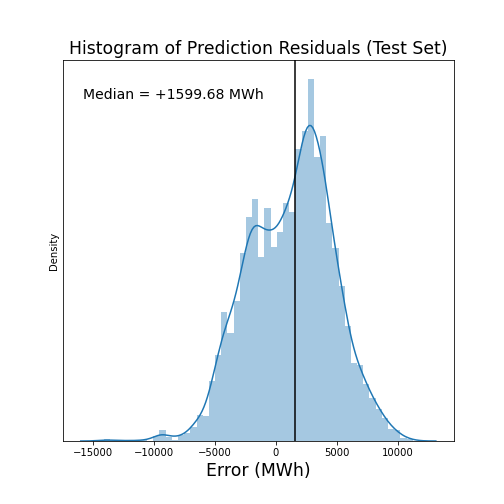 Histogram of Prediction Residuals (Test Set)
Median = +1599.68 MWh
Density
−15000 −10000 −5000 0 5000 10000
Error (MWh)